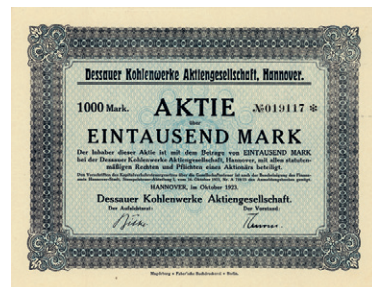 Dessauer Kohlenwerke Aktiengesellschaft, Hannover.
1000 Mark. AKTIE №019117 *
über
EINTAUSEND MARK
Der Inhaber dieser Aktie ist mit dem Betrage von EINTAUSEND MARK
bei der Dessauer Kohlenwerke Aktiengesellschaft, Hannover, mit allen statuten-
mäßigen Rechten und Pflichten eines Aktionärs beteiligt.
HANNOVER, im Oktober 1923.
Dessauer Kohlenwerke Aktiengesellschaft.
Der Aufsichtsrat: Der Vorstand: